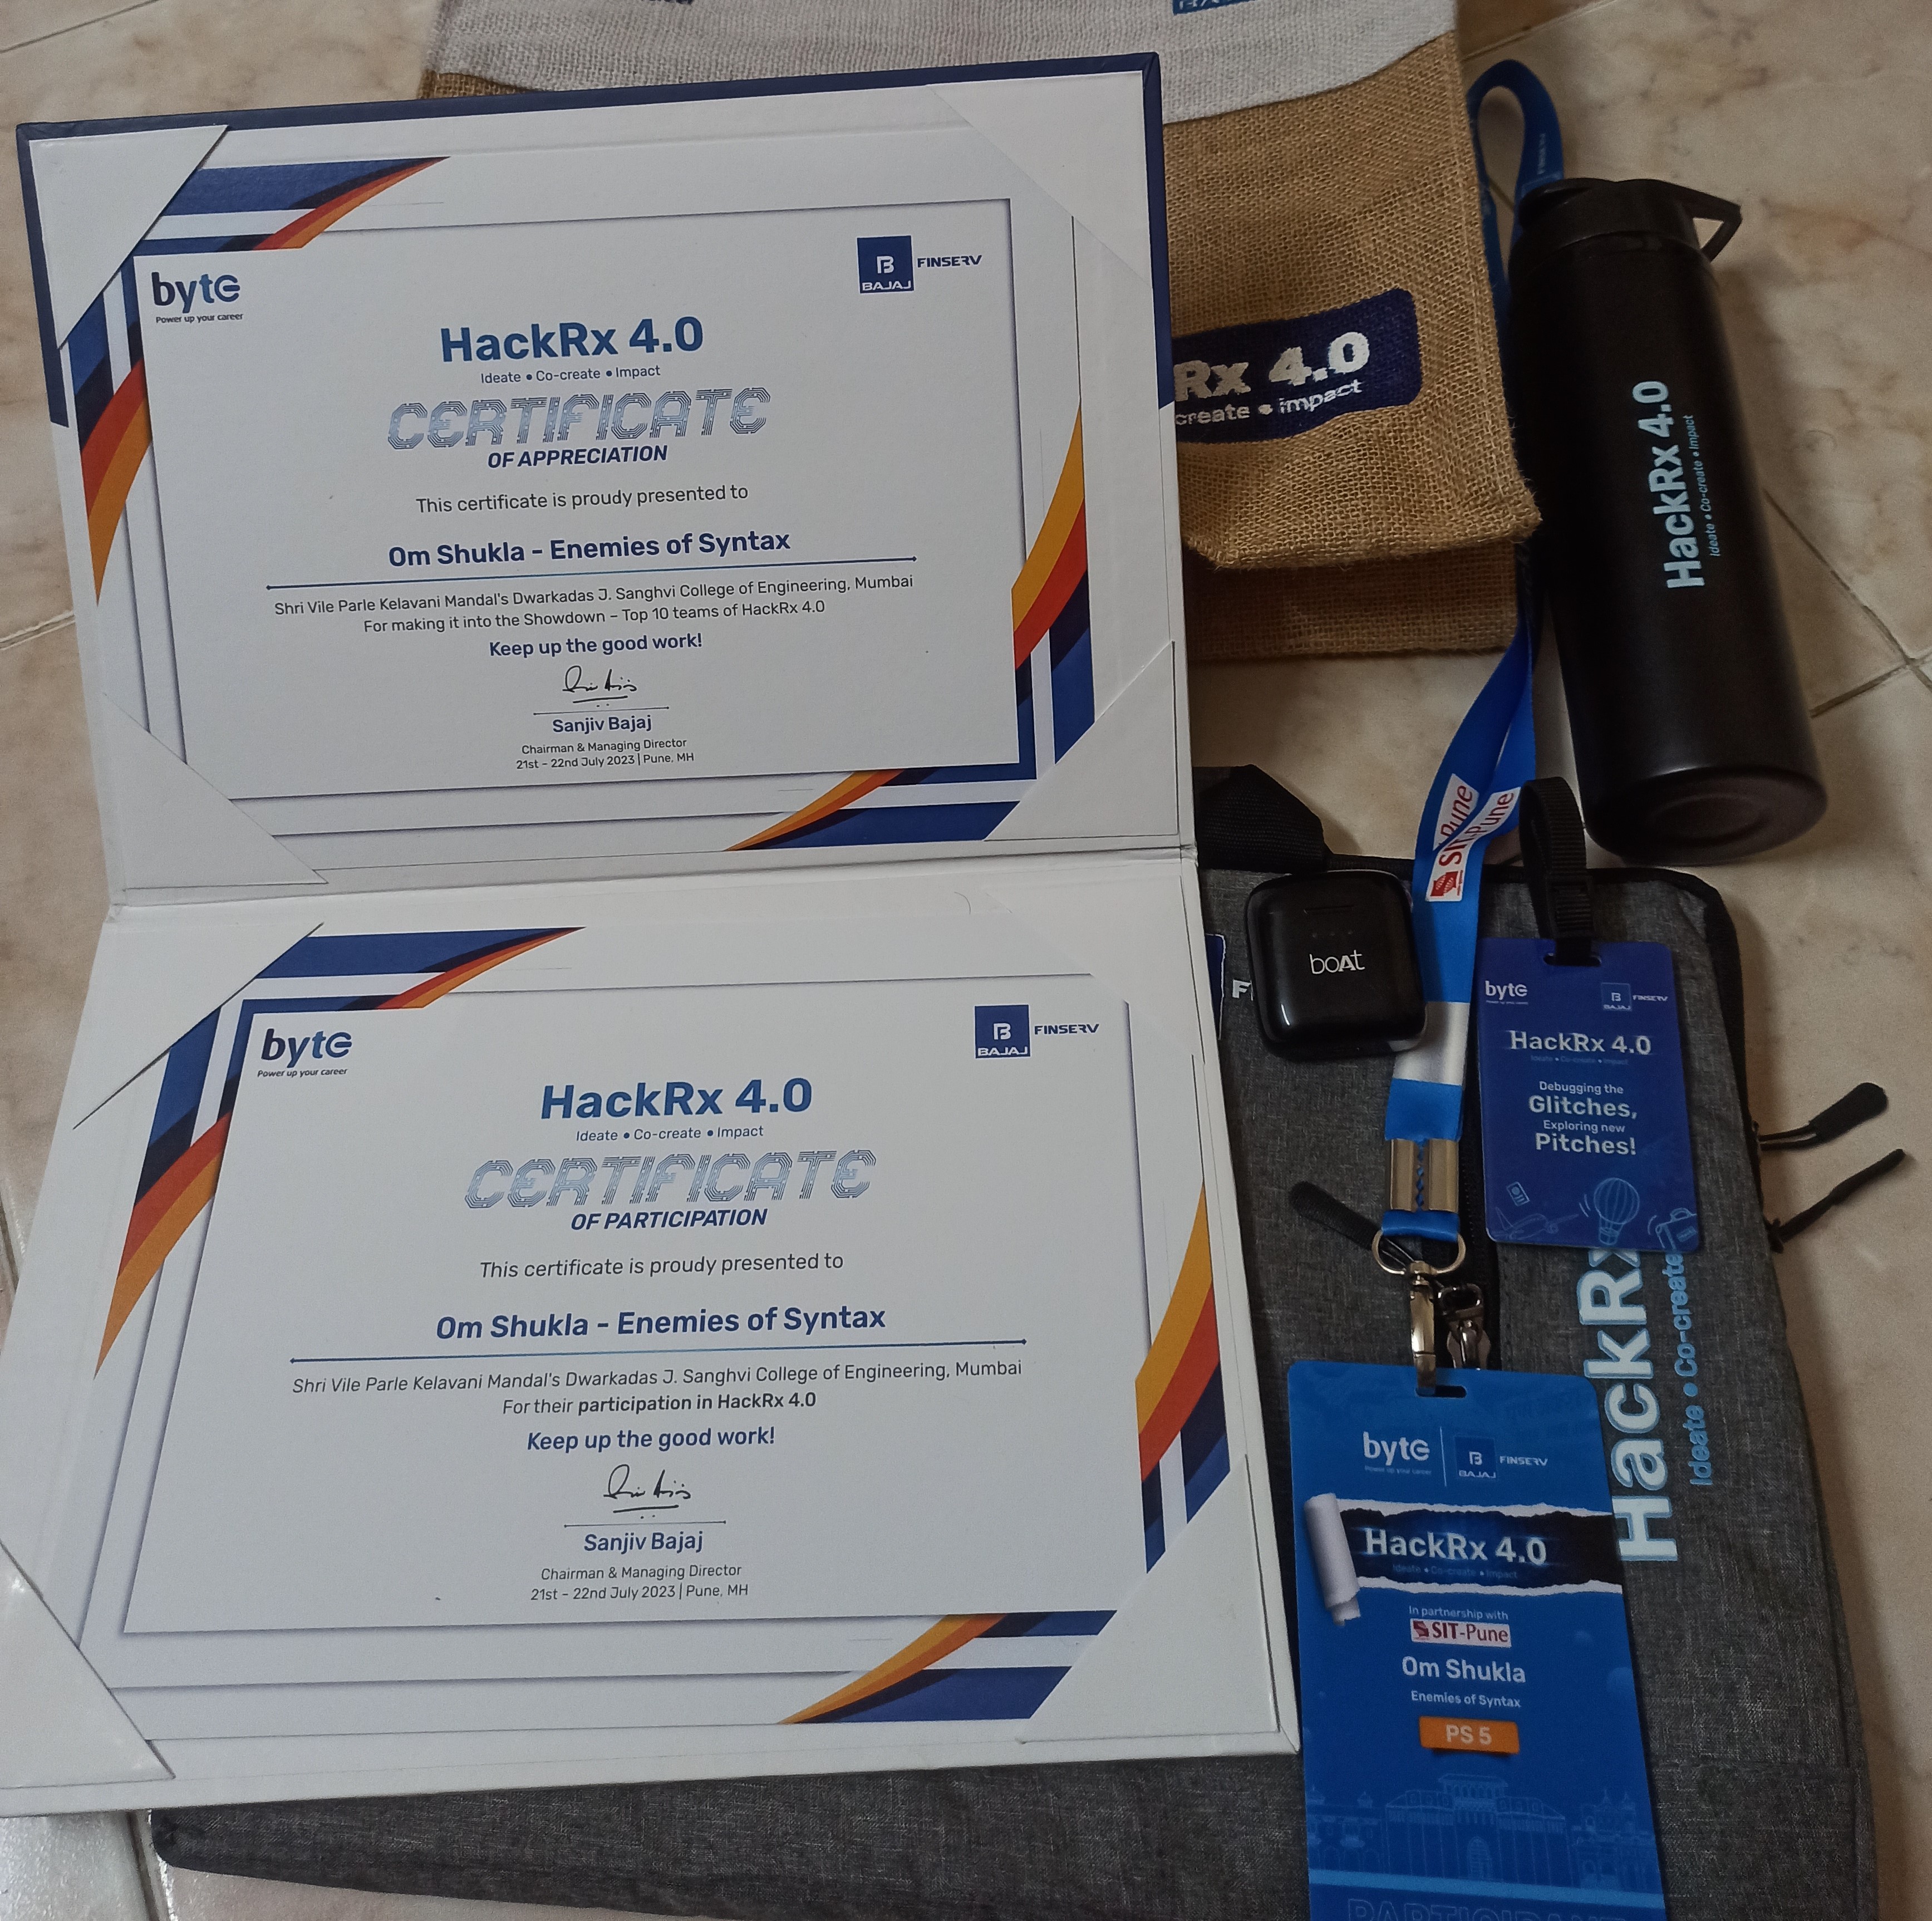 byte
Power up your career
B
BAJAJ
FINSERV
HackRx 4.0
Ideate • Co-create • Impact
CERTIFICATE
OF APPRECIATION
This certificate is proudy presented to
Om Shukla - Enemies of Syntax
Shri Vile Parle Kelavani Mandal's Dwarkadas J. Sanghvi College of Engineering, Mumbai
For making it into the Showdown – Top 10 teams of HackRx 4.0
Keep up the good work!
Sanjiv Bajaj
Chairman & Managing Director
21st – 22nd July 2023 | Pune, MH
byte
Power up your career
B
BAJAJ
FINSERV
HackRx 4.0
Ideate • Co-create • Impact
CERTIFICATE
OF PARTICIPATION
This certificate is proudy presented to
Om Shukla - Enemies of Syntax
Shri Vile Parle Kelavani Mandal's Dwarkadas J. Sanghvi College of Engineering, Mumbai
For their participation in HackRx 4.0
Keep up the good work!
Sanjiv Bajaj
Chairman & Managing Director
21st – 22nd July 2023 | Pune, MH
Rx 4.0
create • impact
HackRx 4.0
Ideate • Co-create • Impact
SIT-Pune
SIT-Pune
boAt
F
byte
B
BAJAJ
FINSERV
HackRx 4.0
Ideate • Co-create • Impact
Debugging the
Glitches,
Exploring new
Pitches!
HackRx
Ideate • Co-create
byte
Power up your career
B
BAJAJ
FINSERV
HackRx 4.0
Ideate • Co-create • Impact
In partnership with
SIT-Pune
Om Shukla
Enemies of Syntax
PS 5
PARTICIPANT